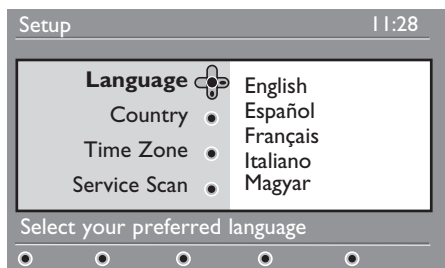 Setup 11:28
Language
Country
Time Zone
Service Scan
English
Español
Français
Italiano
Magyar
Select your preferred language